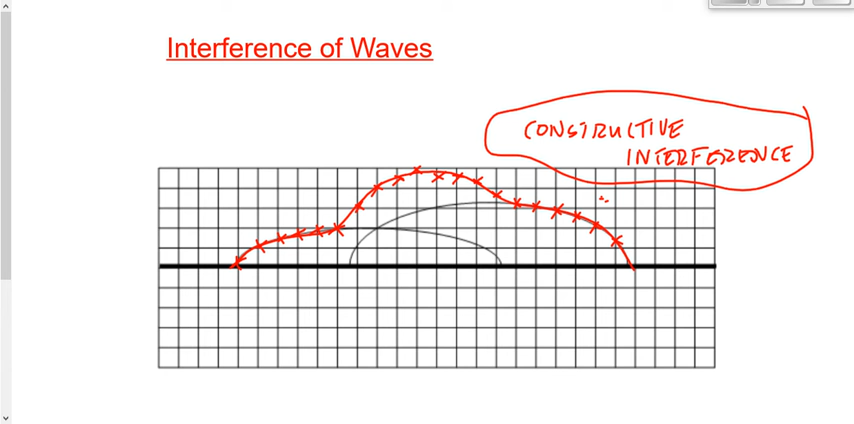 Interference of Waves
CONSTRUCTIVE
INTERFERENCE